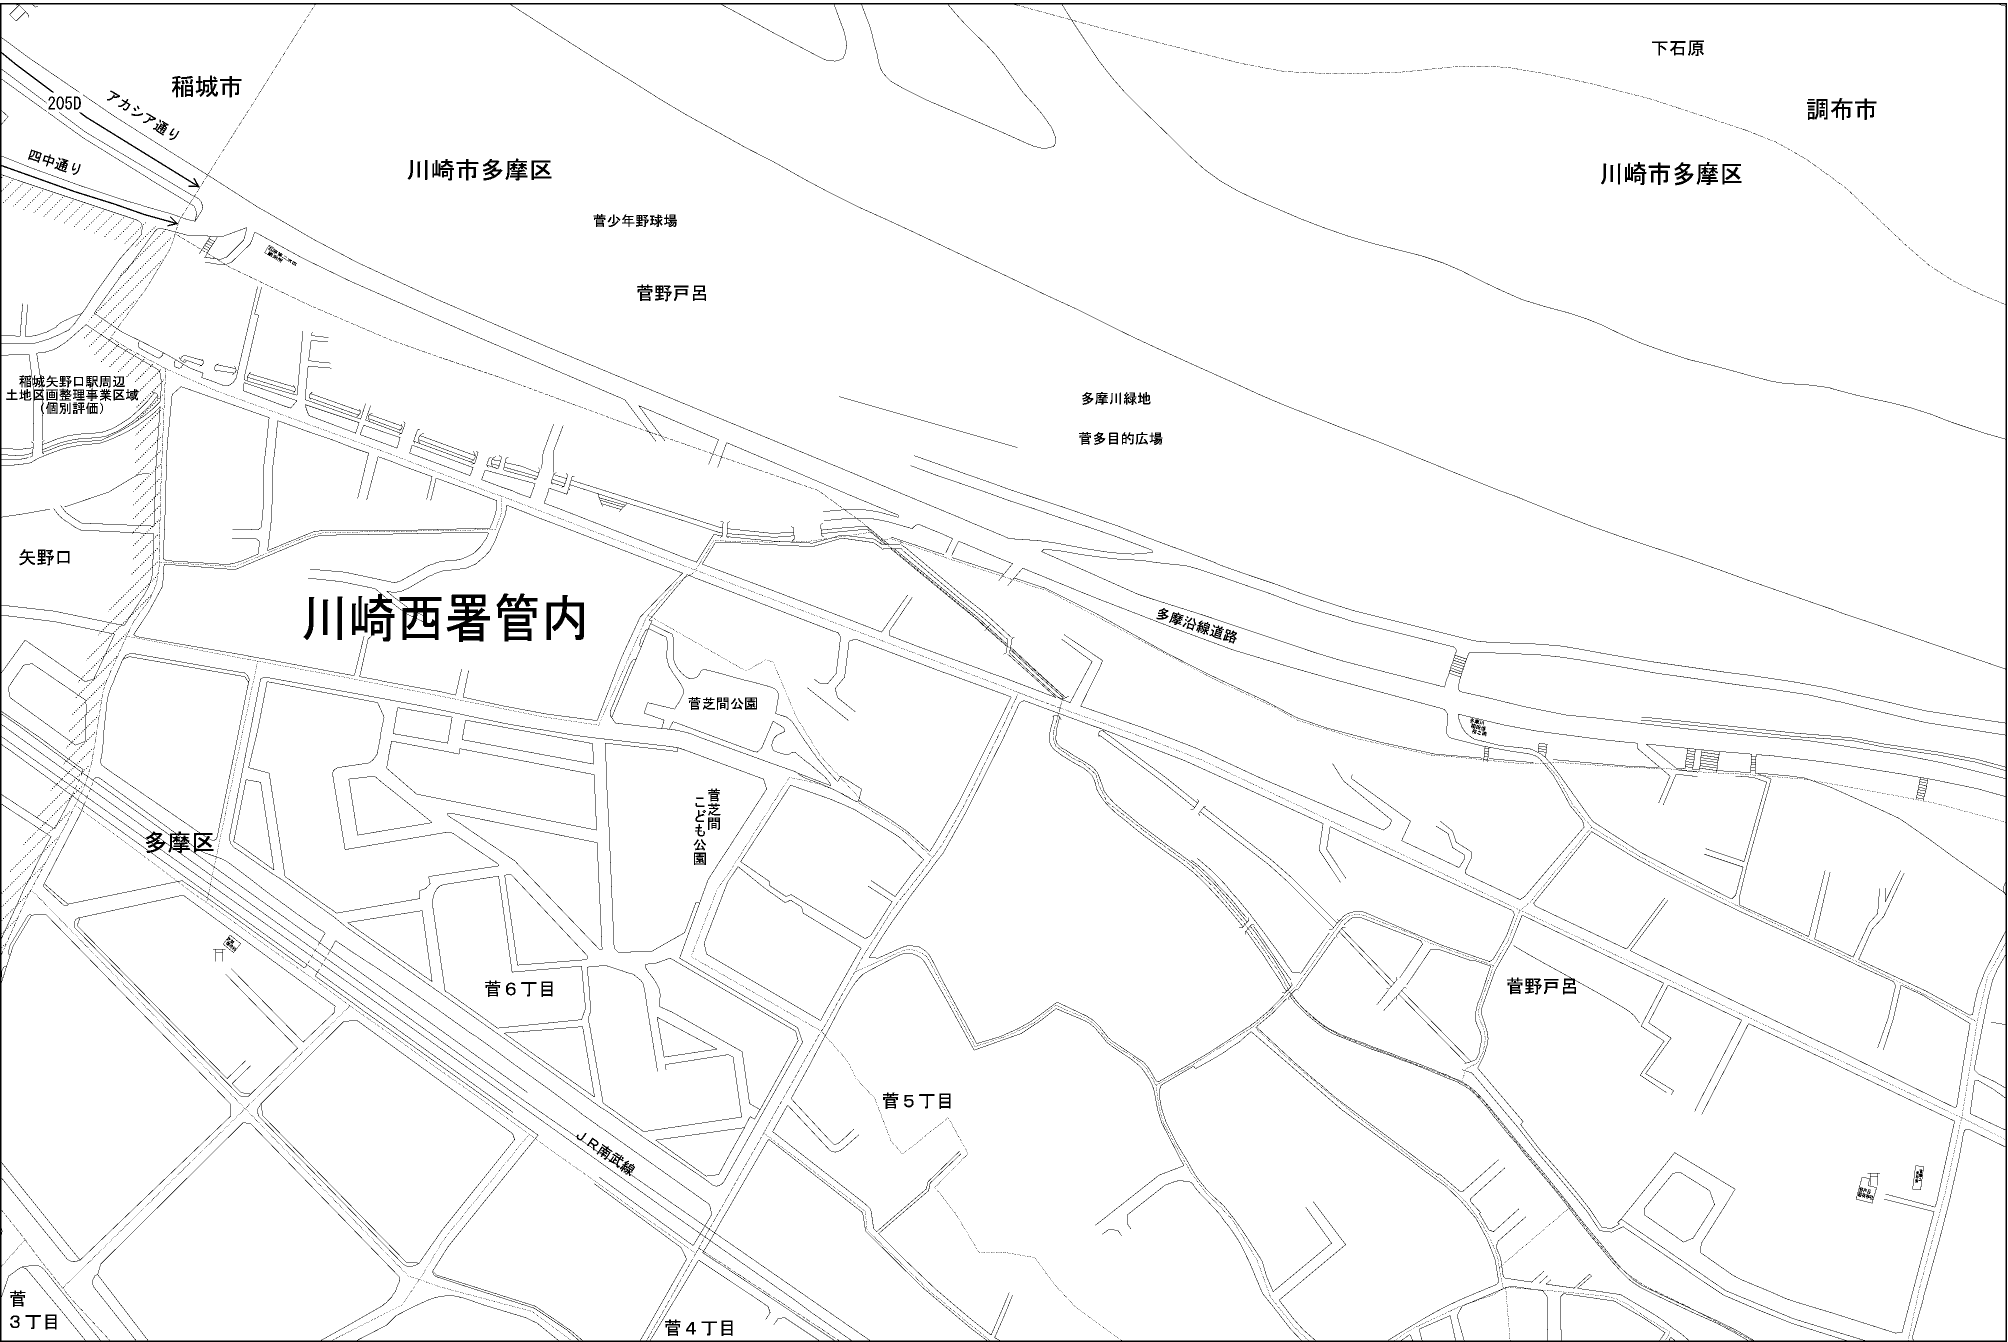 下石原
調布市
稲城市
205D
アカシア通り
四中通り
川崎市多摩区
川崎市多摩区
菅少年野球場
菅野戸呂
稲城矢野口駅周辺
土地区画整理事業区域
(個別評価)
多摩川緑地
菅多目的広場
矢野口
川崎西署管内
多摩沿線道路
菅芝間公園
菅芝間
こども公園
多摩区
菅6丁目
菅野戸呂
菅5丁目
JR南武線
菅
3丁目
菅4丁目